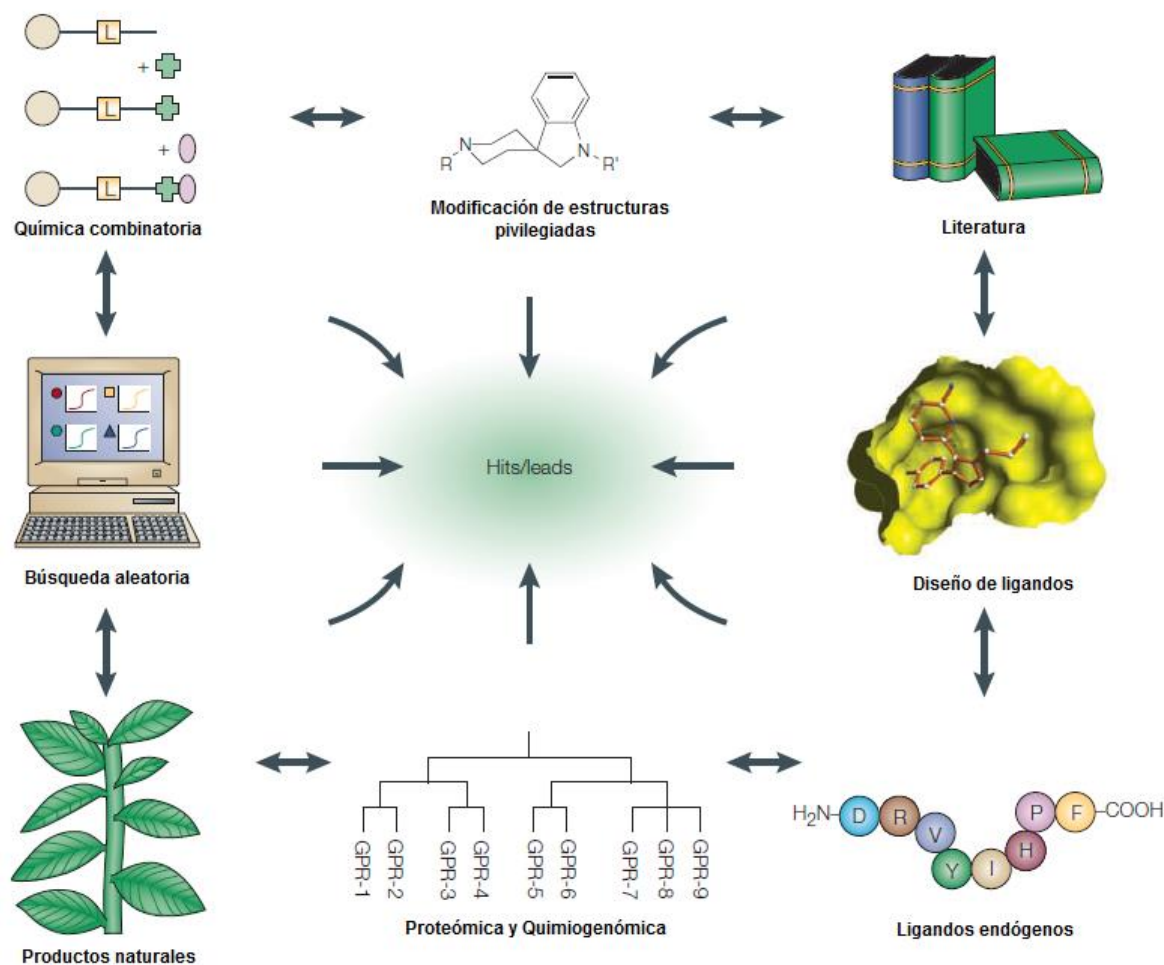 L
+
L
+
L
Química combinatoria
N
R
N
R'
Modificación de estructuras
pivilegiadas
Literatura
Búsqueda aleatoria
Hits/leads
Diseño de ligandos
Productos naturales
GPR-1
GPR-2
GPR-3
GPR-4
GPR-5
GPR-6
GPR-7
GPR-8
GPR-9
Proteómica y Quimiogenómica
H₂N D R V Y I H P F COOH
Ligandos endógenos